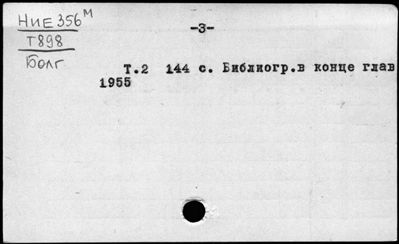 НИЕ356м
-3-
Т898
Болг
Т.2 144 с. Библиогр.в конце глав
1955